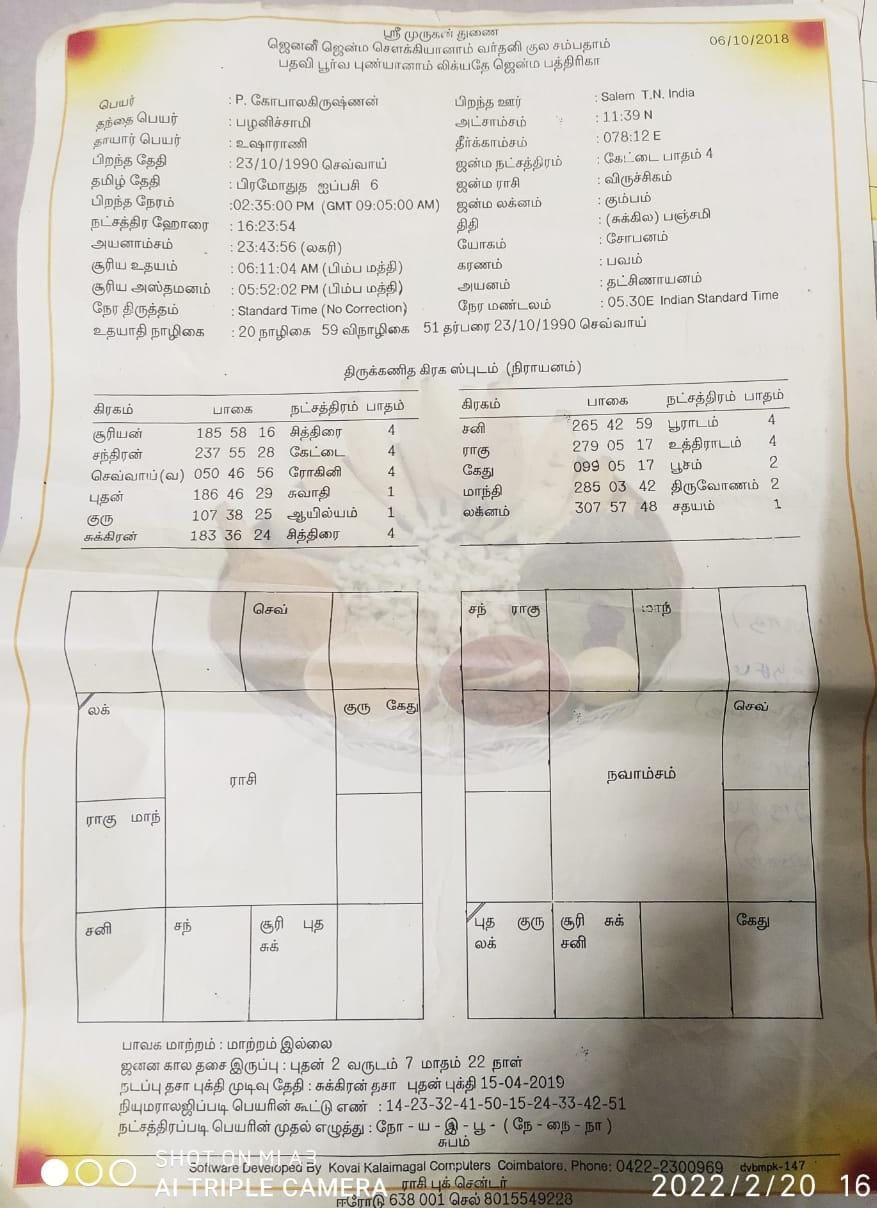 ஸ்ரீ முருகன் துணை
ஜெனனீ ஜென்ம சௌக்கியானாம் வர்தனி குல சம்பதாம்
பதவி பூர்வ புண்யானாம் லிக்யதே ஜென்ம பத்திரிகா
06/10/2018
பெயர் : P. கோபாலகிருஷ்ணன்
தந்தை பெயர் : பழனிச்சாமி
தாயார் பெயர் : உஷாராணி
பிறந்த தேதி : 23/10/1990 செவ்வாய்
தமிழ் தேதி : பிரமோதுத ஐப்பசி 6
பிறந்த நேரம் :02:35:00 PM (GMT 09:05:00 AM)
நட்சத்திர ஹோரை : 16:23:54
அயனாம்சம் : 23:43:56 (லகரி)
சூரிய உதயம் : 06:11:04 AM (பிம்ப மத்தி)
சூரிய அஸ்தமனம் : 05:52:02 PM (பிம்ப மத்தி)
நேர திருத்தம் : Standard Time (No Correction)
உதயாதி நாழிகை : 20 நாழிகை 59 விநாழிகை 51 தர்பரை 23/10/1990 செவ்வாய்
பிறந்த ஊர் : Salem T.N. India
அட்சாம்சம் : 11:39 N
தீர்க்காம்சம் : 078:12 E
ஜன்ம நட்சத்திரம் : கேட்டை பாதம் 4
ஜன்ம ராசி : விருச்சிகம்
ஜன்ம லக்னம் : கும்பம்
திதி : (சுக்கில) பஞ்சமி
யோகம் : சோபனம்
கரணம் : பவம்
அயனம் : தட்சிணாயனம்
நேர மண்டலம் : 05.30E Indian Standard Time
திருக்கணித கிரக ஸ்புடம் (நிராயனம்)
கிரகம் பாகை நட்சத்திரம் பாதம்
சூரியன் 185 58 16 சித்திரை 4
சந்திரன் 237 55 28 கேட்டை 4
செவ்வாய்(வ) 050 46 56 ரோகினி 4
புதன் 186 46 29 சுவாதி 1
குரு 107 38 25 ஆயில்யம் 1
சுக்கிரன் 183 36 24 சித்திரை 4
கிரகம் பாகை நட்சத்திரம் பாதம்
சனி 265 42 59 பூராடம் 4
ராகு 279 05 17 உத்திராடம் 4
கேது 099 05 17 பூசம் 2
மாந்தி 285 03 42 திருவோணம் 2
லக்னம் 307 57 48 சதயம் 1
செவ்
லக்
குரு கேது
ராசி
ராகு மாந்
சனி
சந்
சூரி புத
சுக்
சந் ராகு
மாந்
செவ்
நவாம்சம்
புத குரு
லக்
சூரி சுக்
சனி
கேது
பாவக மாற்றம் : மாற்றம் இல்லை
ஜனன கால தசை இருப்பு : புதன் 2 வருடம் 7 மாதம் 22 நாள்
நடப்பு தசா புக்தி முடிவு தேதி : சுக்கிரன் தசா புதன் புக்தி 15-04-2019
நியுமராலஜிப்படி பெயரின் கூட்டு எண் : 14-23-32-41-50-15-24-33-42-51
நட்சத்திரப்படி பெயரின் முதல் எழுத்து : நோ - ய - இ - பூ - ( நே - நை - நா )
சுபம்
Software Developed By Kovai Kalaimagal Computers Coimbatore. Phone: 0422-2300969 dvbmpk-147
ராசி புக் சென்டர்
ஈரோடு 638 001 செல் 8015549228
SHOT ON MI A3
AI TRIPLE CAMERA
2022/2/20 16